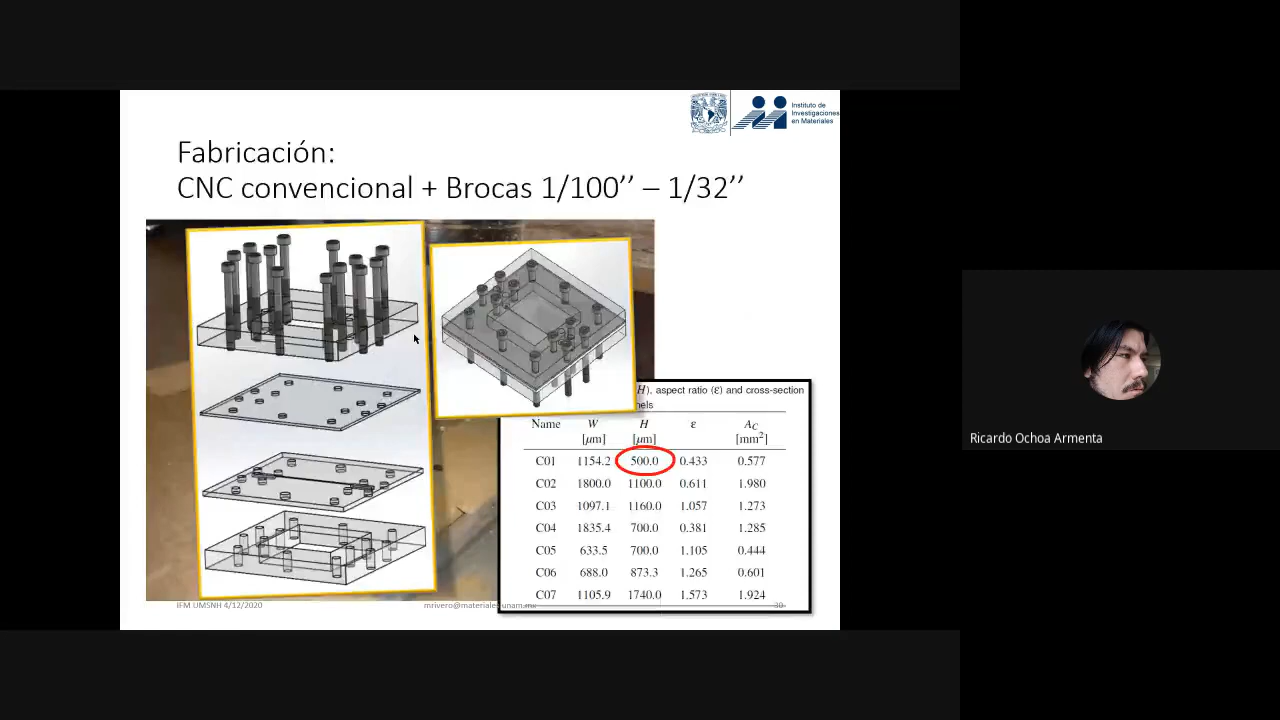 Instituto de
Investigaciones
en Materiales
Fabricación:
CNC convencional + Brocas 1/100’’ – 1/32’’
H), aspect ratio (ε) and cross-section
Name W H ε AC
[μm] [μm] [mm2]
C01 1154.2 500.0 0.433 0.577
C02 1800.0 1100.0 0.611 1.980
C03 1097.1 1160.0 1.057 1.273
C04 1835.4 700.0 0.381 1.285
C05 633.5 700.0 1.105 0.444
C06 688.0 873.3 1.265 0.601
C07 1105.9 1740.0 1.573 1.924
IFM UMSNH 4/12/2020
mrivero@materiales.unam.mx
30
Ricardo Ochoa Armenta